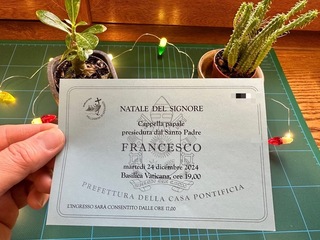 NATALE DEL SIGNORE
Cappella papale
presieduta dal Santo Padre
FRANCESCO
martedì 24 dicembre 2024
Basilica Vaticana, ore 19,00
PREFETTURA DELLA CASA PONTIFICIA
L'INGRESSO SARÀ CONSENTITO DALLE ORE 17,00